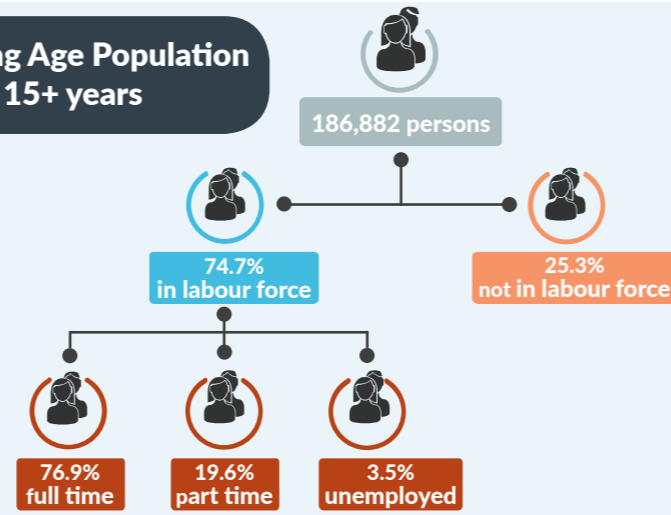 Age Population
15+ years
186,882 persons
74.7%
in labour force
25.3%
not in labour force
76.9%
full time
19.6%
part time
3.5%
unemployed